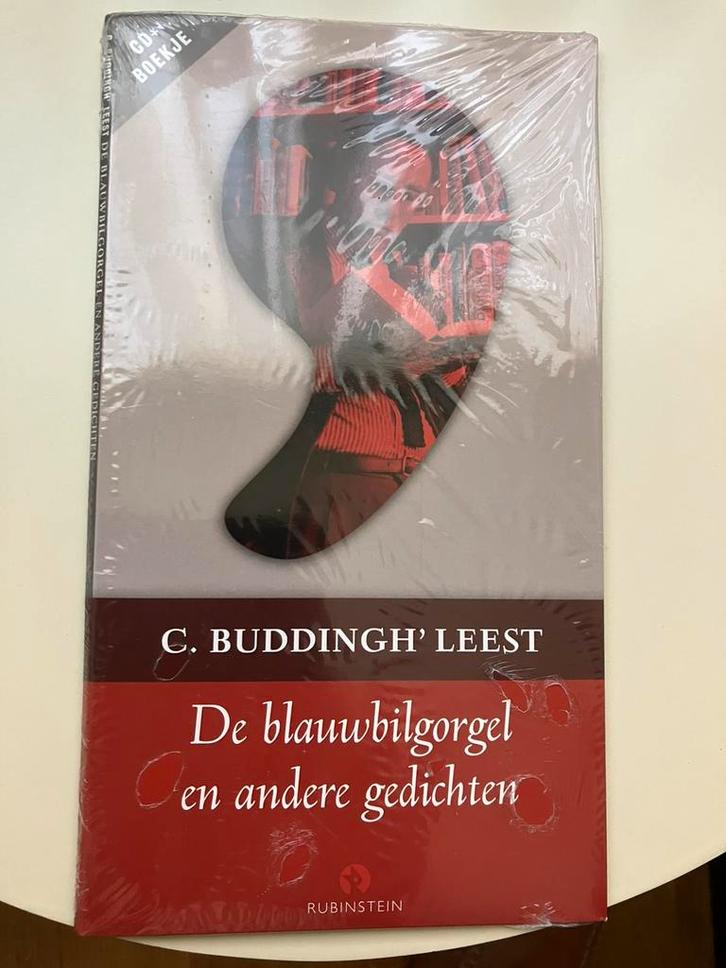 CD+
BOEKJE
C. BUDDINGH' LEEST DE BLAUWBILGORGEL EN ANDERE GEDICHTEN
C. BUDDINGH' LEEST
De blauwbilgorgel
en andere gedichten
RUBINSTEIN